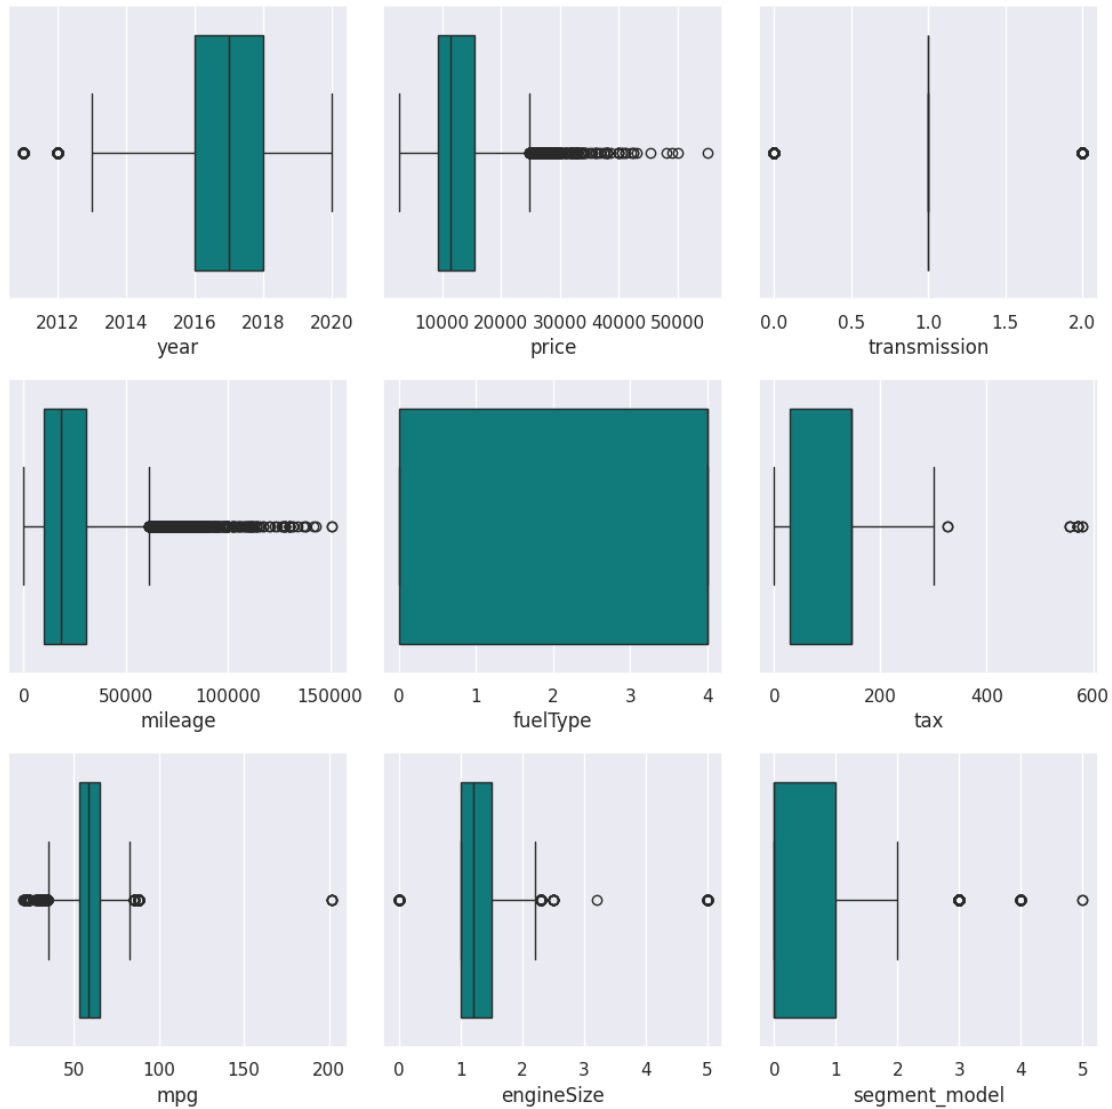 2012 2014 2016 2018 2020
year
10000 20000 30000 40000 50000
price
0.0 0.5 1.0 1.5 2.0
transmission
0 50000 100000 150000
mileage
0 1 2 3 4
fuelType
0 200 400 600
tax
50 100 150 200
mpg
0 1 2 3 4 5
engineSize
0 1 2 3 4 5
segment_model